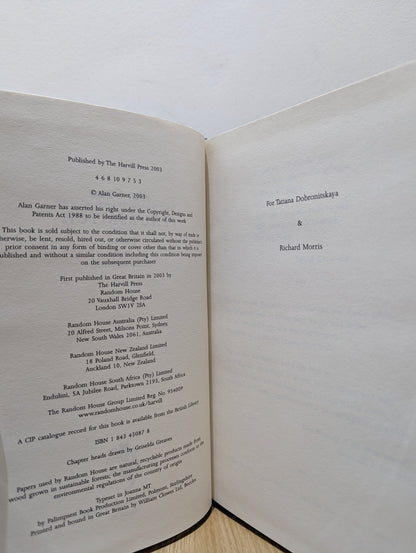 Published by The Harvill Press 2003
4 6 8 10 9 7 5 3
© Alan Garner, 2003
Alan Garner has asserted his right under the Copyright, Designs and
Patents Act 1988 to be identified as the author of this work
This book is sold subject to the condition that it shall not, by way of trade or
otherwise, be lent, resold, hired out, or otherwise circulated without the publisher's
prior consent in any form of binding or cover other than that in which it is
published and without a similar condition including this condition being imposed
on the subsequent purchaser
First published in Great Britain in 2003 by
The Harvill Press
Random House
20 Vauxhall Bridge Road
London SW1V 2SA
Random House Australia (Pty) Limited
20 Alfred Street, Milsons Point, Sydney,
New South Wales 2061, Australia
Random House New Zealand Limited
18 Poland Road, Glenfield,
Auckland 10, New Zealand
Random House South Africa (Pty) Limited
Endulini, 5A Jubilee Road, Parktown 2193, South Africa
The Random House Group Limited Reg. No. 954009
www.randomhouse.co.uk/harvill
A CIP catalogue record for this book is available from the British Library
ISBN 1 843 43087 8
Chapter heads drawn by Griselda Greaves
Papers used by Random House are natural, recyclable products made from
wood grown in sustainable forests; the manufacturing processes conform to the
environmental regulations of the country of origin
Typeset in Joanna MT
by Palimpsest Book Production Limited, Polmont, Stirlingshire
Printed and bound in Great Britain by William Clowes Ltd, Beccles
For Tatiana Dobronitskaya
&
Richard Morris